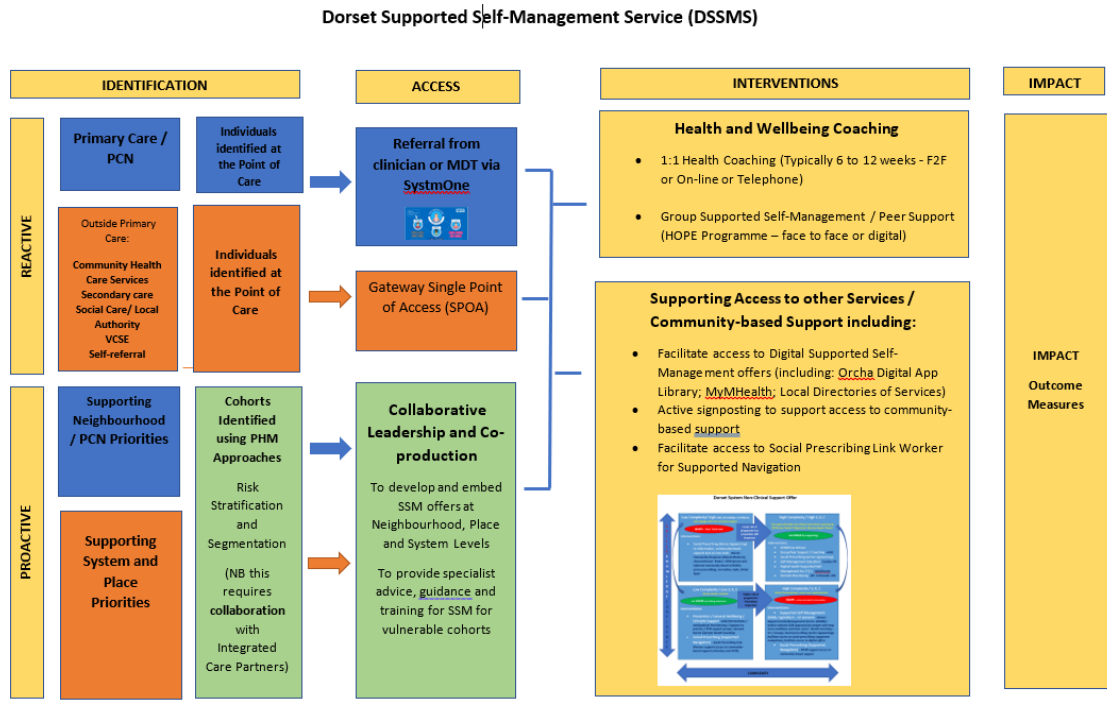 Dorset Supported Self-Management Service (DSSMS)
IDENTIFICATION
ACCESS
INTERVENTIONS
IMPACT
REACTIVE
Primary Care /
PCN
Individuals
identified at
the Point of
Care
Referral from
clinician or MDT via
SystmOne
Outside Primary
Care:
Community Health
Care Services
Secondary care
Social Care/ Local
Authority
VCSE
Self-referral
Individuals
identified at
the Point of
Care
Gateway Single Point
of Access (SPOA)
PROACTIVE
Supporting
Neighbourhood
/ PCN Priorities
Supporting
System and
Place
Priorities
Cohorts
Identified
using PHM
Approaches
Risk
Stratification
and
Segmentation
(NB this
requires
collaboration
with
Integrated
Care Partners)
Collaborative
Leadership and Co-
production
To develop and embed
SSM offers at
Neighbourhood, Place
and System Levels
To provide specialist
advice, guidance and
training for SSM for
vulnerable cohorts
Health and Wellbeing Coaching
• 1:1 Health Coaching (Typically 6 to 12 weeks - F2F
or On-line or Telephone)
• Group Supported Self-Management / Peer Support
(HOPE Programme – face to face or digital)
Supporting Access to other Services /
Community-based Support including:
• Facilitate access to Digital Supported Self-
Management offers (including: Orcha Digital App
Library; MyMHealth; Local Directories of Services)
• Active signposting to support access to community-
based support
• Facilitate access to Social Prescribing Link Worker
for Supported Navigation
Dorset System Non-Clinical Support Offer
IMPACT
Outcome
Measures